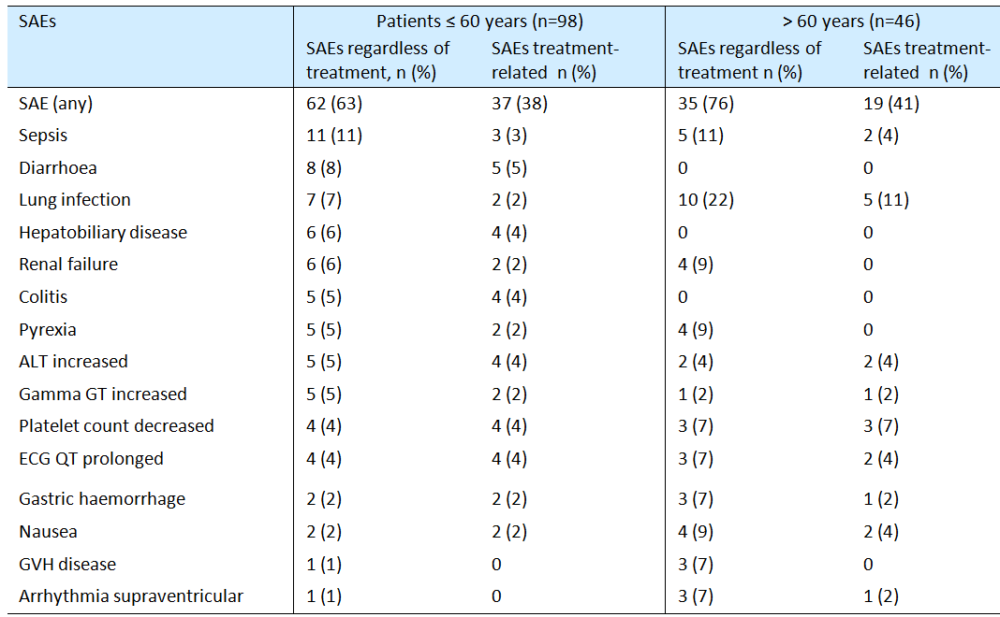 SAEs Patients ≤ 60 years (n=98) > 60 years (n=46)
SAEs regardless of SAEs treatment- SAEs regardless of SAEs treatment-
treatment, n (%) related n (%) treatment n (%) related n (%)
SAE (any) 62 (63) 37 (38) 35 (76) 19 (41)
Sepsis 11 (11) 3 (3) 5 (11) 2 (4)
Diarrhoea 8 (8) 5 (5) 0 0
Lung infection 7 (7) 2 (2) 10 (22) 5 (11)
Hepatobiliary disease 6 (6) 4 (4) 0 0
Renal failure 6 (6) 2 (2) 4 (9) 0
Colitis 5 (5) 4 (4) 0 0
Pyrexia 5 (5) 2 (2) 4 (9) 0
ALT increased 5 (5) 4 (4) 2 (4) 2 (4)
Gamma GT increased 5 (5) 2 (2) 1 (2) 1 (2)
Platelet count decreased 4 (4) 4 (4) 3 (7) 3 (7)
ECG QT prolonged 4 (4) 4 (4) 3 (7) 2 (4)
Gastric haemorrhage 2 (2) 2 (2) 3 (7) 1 (2)
Nausea 2 (2) 2 (2) 4 (9) 2 (4)
GVH disease 1 (1) 0 3 (7) 0
Arrhythmia supraventricular 1 (1) 0 3 (7) 1 (2)